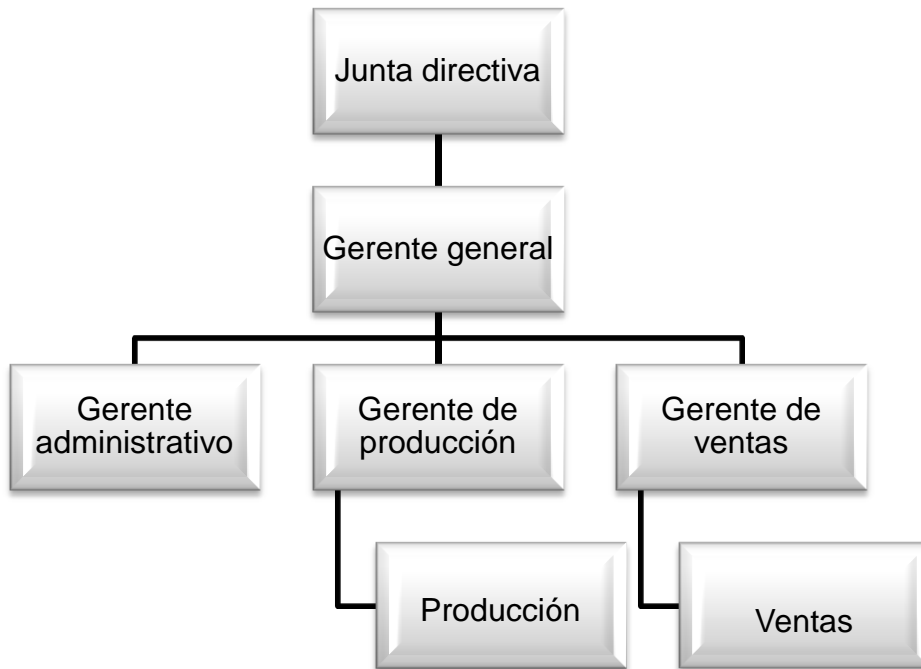 Junta directiva
Gerente general
Gerente
administrativo
Gerente de
producción
Gerente de
ventas
Producción
Ventas